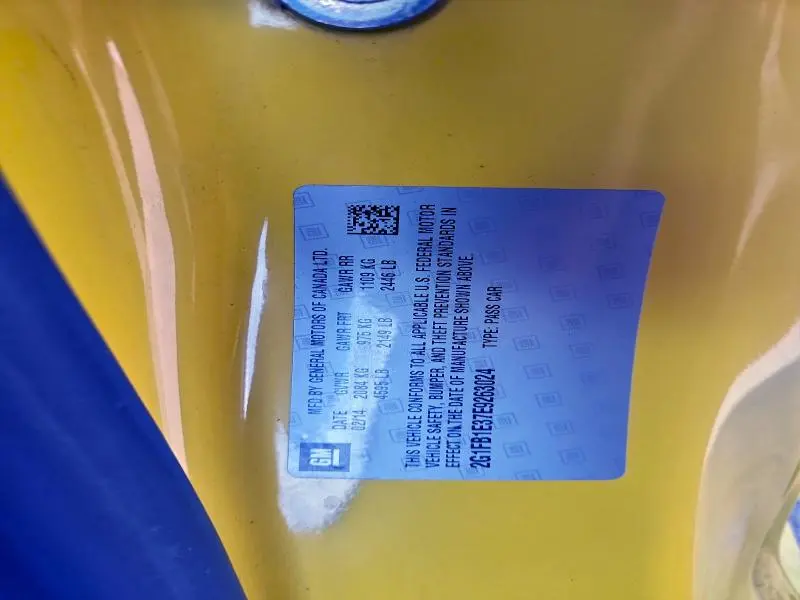 GM
MFD BY GENERAL MOTORS OF CANADA LTD.
DATE GVWR GAWR FRT GAWR RR
02/14 2084 KG 975 KG 1109 KG
4595 LB 2149 LB 2446 LB
THIS VEHICLE CONFORMS TO ALL APPLICABLE U.S. FEDERAL MOTOR
VEHICLE SAFETY, BUMPER, AND THEFT PREVENTION STANDARDS IN
EFFECT ON THE DATE OF MANUFACTURE SHOWN ABOVE.
2G1FB1E37E9263024 TYPE: PASS CAR